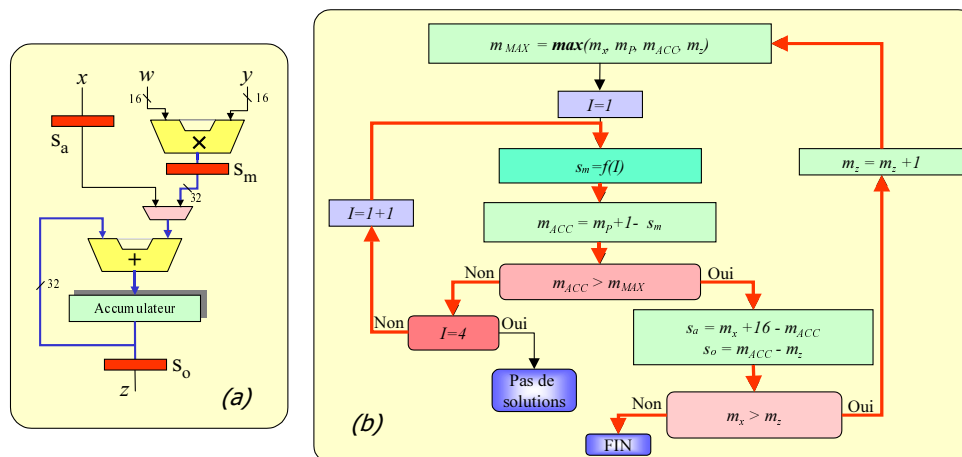 x
w
y
16
16
Sa
×
Sm
32
+
32
Accumulateur
So
z
(a)
m MAX = max(mx, mP, mACC, mz)
I=1
sm=f(I)
mz = mz +1
I=1+1
mACC = mP+1- sm
Non
mACC > mMAX
Oui
Non
I=4
Oui
sa = mx +16 - mACC
so = mACC - mz
Pas de
solutions
Non
mx > mz
Oui
(b)
FIN